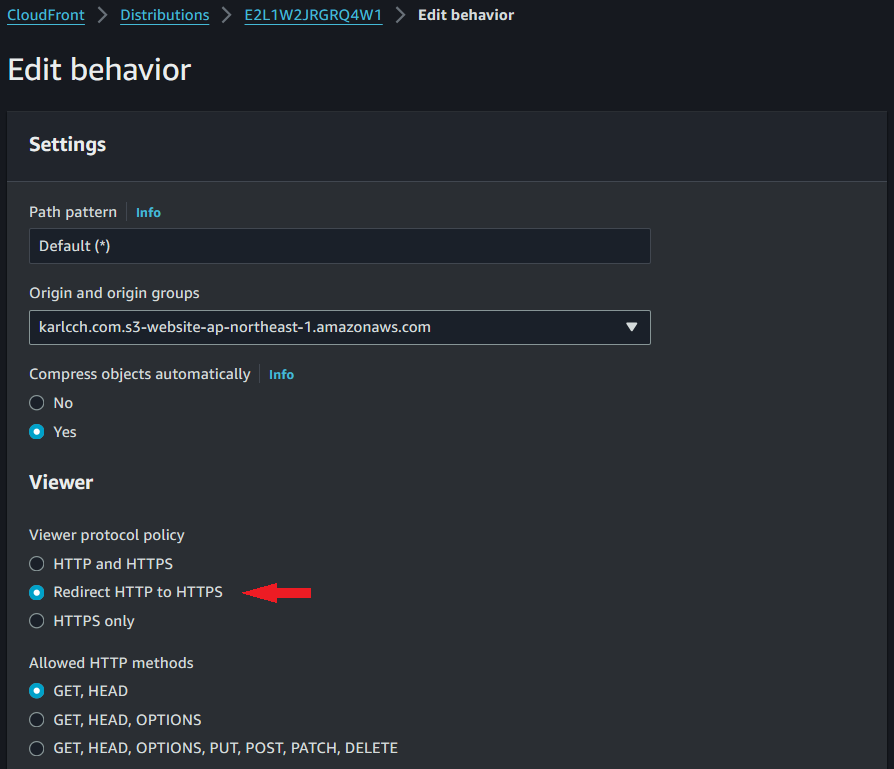 CloudFront > Distributions > E2L1W2JRGRQ4W1 > Edit behavior
Edit behavior
Settings
Path pattern | Info
Default (*)
Origin and origin groups
karlcch.com.s3-website-ap-northeast-1.amazonaws.com
Compress objects automatically | Info
No
Yes
Viewer
Viewer protocol policy
HTTP and HTTPS
Redirect HTTP to HTTPS
HTTPS only
Allowed HTTP methods
GET, HEAD
GET, HEAD, OPTIONS
GET, HEAD, OPTIONS, PUT, POST, PATCH, DELETE